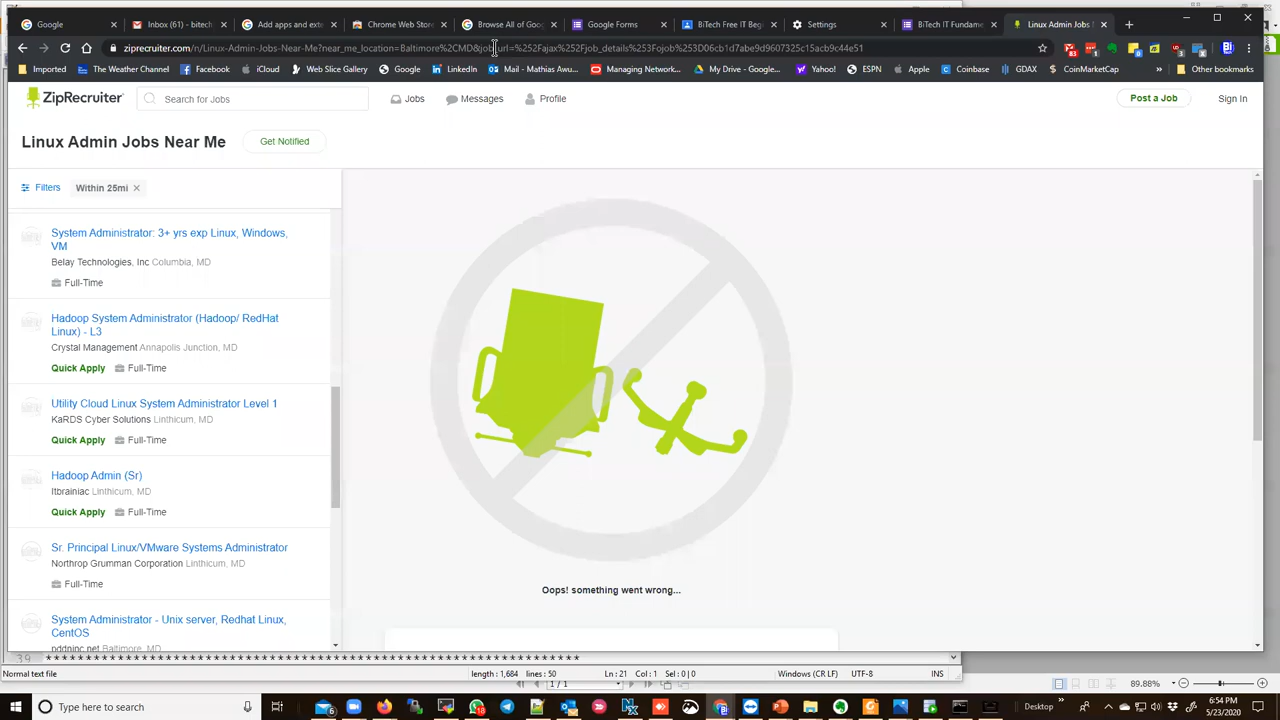 Google
Inbox (61) - bitech
Add apps and exte
Chrome Web Store
Browse All of Goog
Google Forms
BiTech Free IT Beg
Settings
BiTech IT Fundame
Linux Admin Jobs
ziprecruiter.com/n/Linux-Admin-Jobs-Near-Me?near_me_location=Baltimore%2CMD&job_url=%252Fajax%252Fjob_details%253Fojob%253D06cb1d7abe9d9607325c15acb9c44e51
Imported
The Weather Channel
Facebook
iCloud
Web Slice Gallery
Google
LinkedIn
Mail - Mathias Awu...
Managing Network...
My Drive - Google...
Yahoo!
ESPN
Apple
Coinbase
GDAX
CoinMarketCap
»
Other bookmarks
ZipRecruiter
Search for Jobs
Jobs
Messages
Profile
Post a Job
Sign In
Linux Admin Jobs Near Me
Get Notified
Filters
Within 25mi
System Administrator: 3+ yrs exp Linux, Windows,
VM
Belay Technologies, Inc Columbia, MD
Full-Time
Hadoop System Administrator (Hadoop/ RedHat
Linux) - L3
Crystal Management Annapolis Junction, MD
Quick Apply Full-Time
Utility Cloud Linux System Administrator Level 1
KaRDS Cyber Solutions Linthicum, MD
Quick Apply Full-Time
Hadoop Admin (Sr)
Itbrainiac Linthicum, MD
Quick Apply Full-Time
Sr. Principal Linux/VMware Systems Administrator
Northrop Grumman Corporation Linthicum, MD
Full-Time
System Administrator - Unix server, Redhat Linux,
CentOS
pddninc.net Baltimore, MD
Oops! something went wrong...
39
Normal text file
length : 1,684 lines : 50
Ln : 21 Col : 1 Sel : 0 | 0
Windows (CR LF)
UTF-8
INS
1 / 1
89.88%
Type here to search
Desktop
6:54 PM
5/23/2020